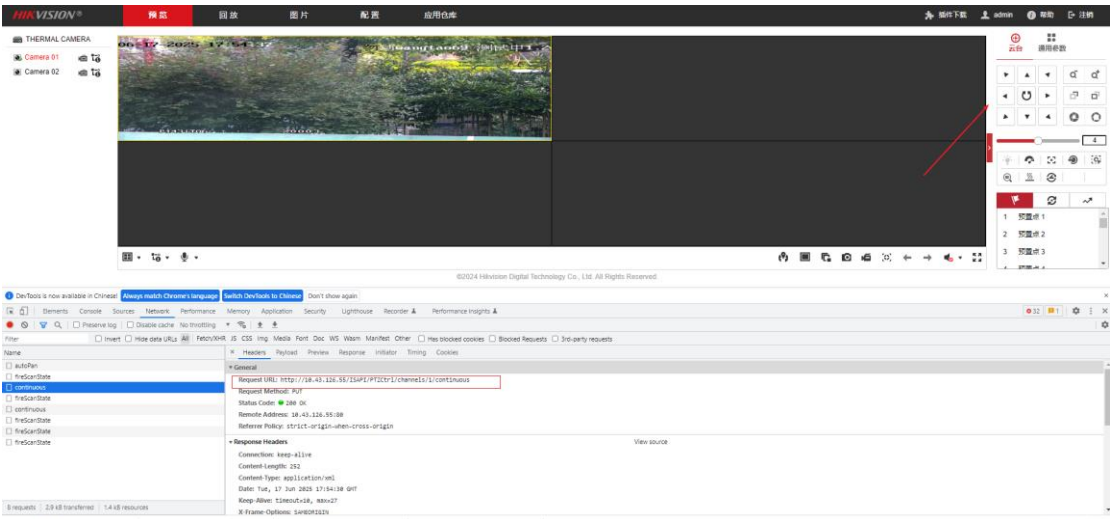 HIKVISION®
预览 回放 图片 配置 应用仓库
插件下载 admin 帮助 注销
THERMAL CAMERA
Camera 01
Camera 02
06-17-2025
云台 通用参数
4
1 预置点 1
2 预置点 2
3 预置点 3
©2024 Hikvision Digital Technology Co., Ltd. All Rights Reserved.
DevTools is now available in Chinese! Always match Chrome's language Switch DevTools to Chinese Don't show again
Elements Console Sources Network Performance Memory Application Security Lighthouse Recorder Performance insights
32 1
Preserve log Disable cache No throttling
Filter Invert Hide data URLs All Fetch/XHR JS CSS Img Media Font Doc WS Wasm Manifest Other Has blocked cookies Blocked Requests 3rd-party requests
Name
autoPan
fireScanState
continuous
fireScanState
continuous
fireScanState
fireScanState
fireScanState
× Headers Payload Preview Response Initiator Timing Cookies
General
Request URL: http://10.43.126.55/ISAPI/PTZCtrl/channels/1/continuous
Request Method: PUT
Status Code: 200 OK
Remote Address: 10.43.126.55:80
Referrer Policy: strict-origin-when-cross-origin
Response Headers View source
Connection: keep-alive
Content-Length: 252
Content-Type: application/xml
Date: Tue, 17 Jun 2025 17:54:30 GMT
Keep-Alive: timeout=10, max=27
X-Frame-Options: SAMEORIGIN
8 requests 2.9 kB transferred 1.4 kB resources